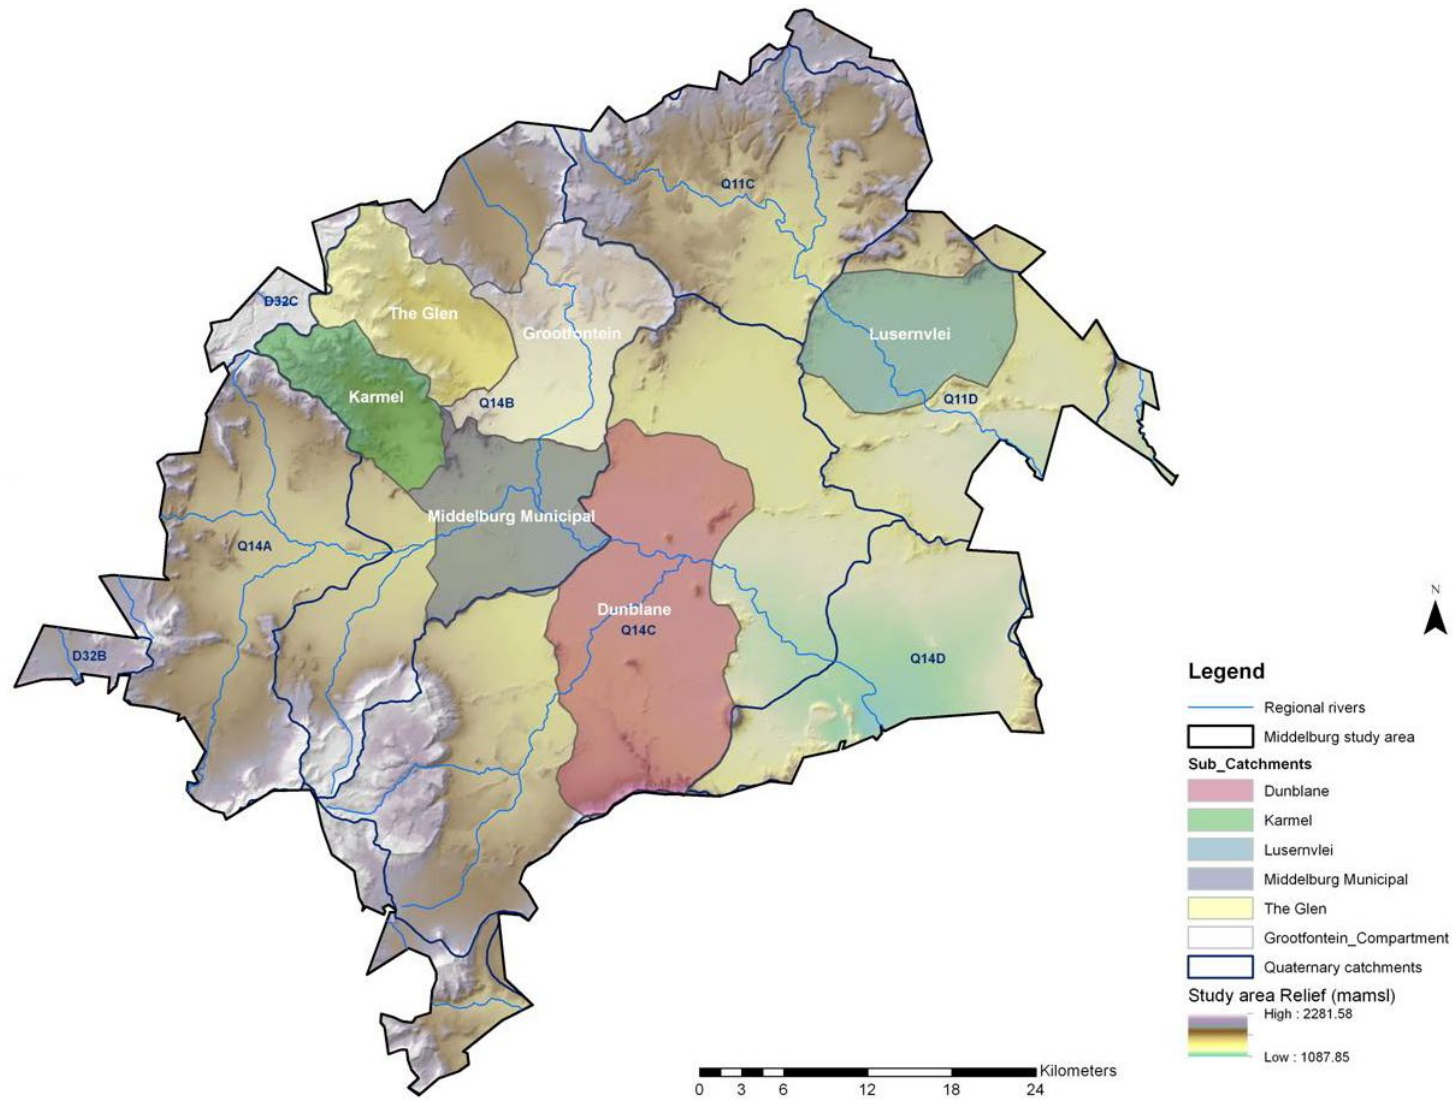 Q11C
D32C
The Glen
Grootfontein
Lusernvlei
Karmel
Q14B
Q11D
Middelburg Municipal
Q14A
Dunblane
Q14C
D32B
Q14D
N
Legend
Regional rivers
Middelburg study area
Sub_Catchments
Dunblane
Karmel
Lusernvlei
Middelburg Municipal
The Glen
Grootfontein_Compartment
Quaternary catchments
Study area Relief (mamsl)
High : 2281.58
Low : 1087.85
Kilometers
0 3 6 12 18 24